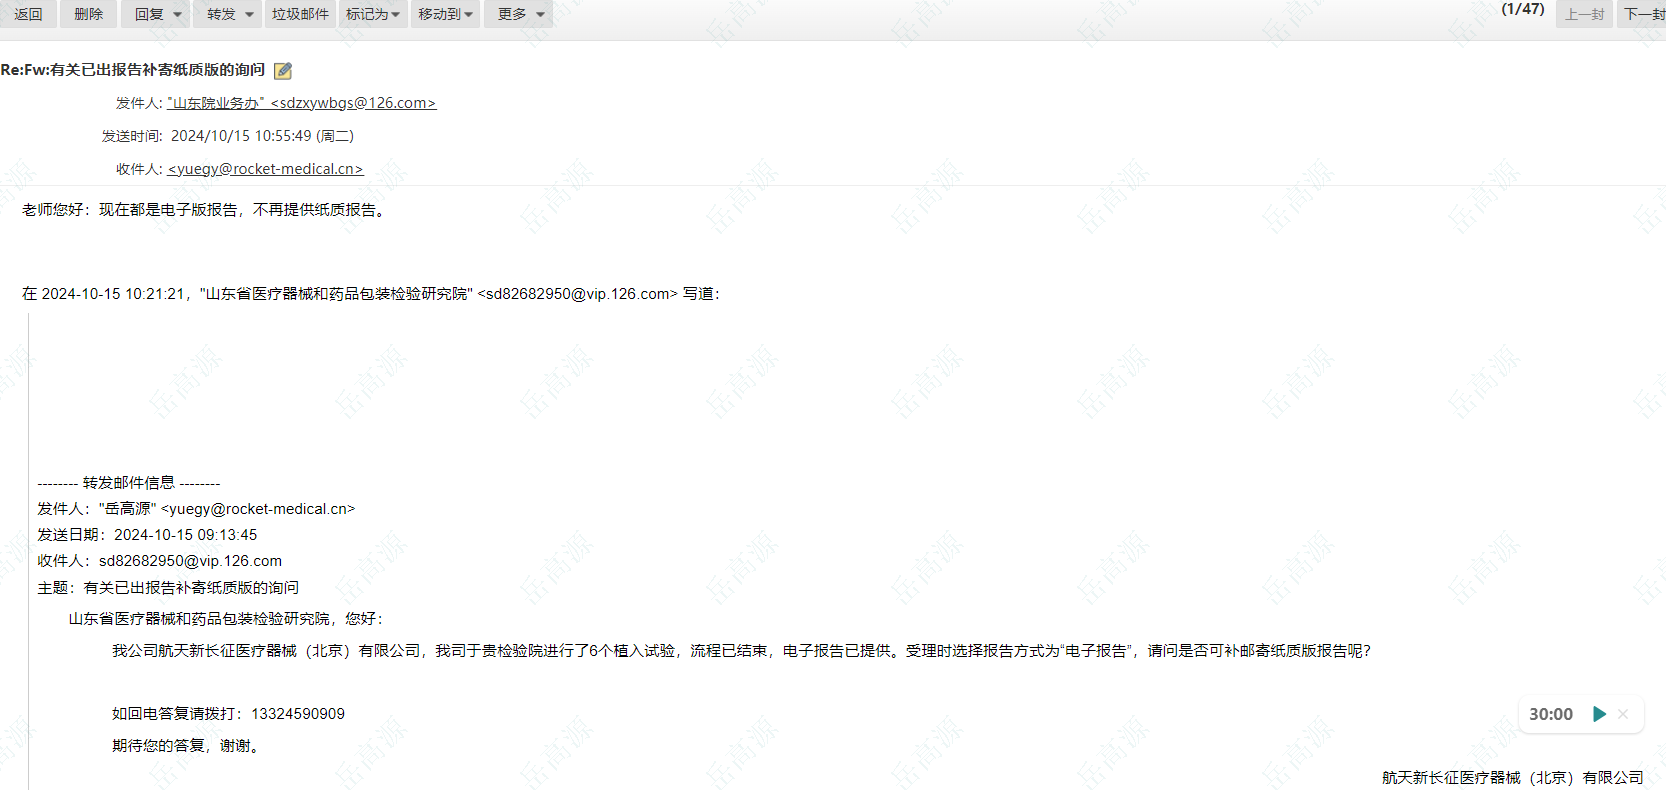 返回 删除 回复 转发 垃圾邮件 标记为 移动到 更多 (1/47) 上一封 下一封
Re:Fw:有关已出报告补寄纸质版的询问
发件人: "山东院业务办" <sdzxywbgs@126.com>
发送时间: 2024/10/15 10:55:49 (周二)
收件人: <yuegy@rocket-medical.cn>
老师您好：现在都是电子版报告，不再提供纸质报告。
在 2024-10-15 10:21:21，"山东省医疗器械和药品包装检验研究院" <sd82682950@vip.126.com> 写道：
-------- 转发邮件信息 --------
发件人："岳高源" <yuegy@rocket-medical.cn>
发送日期：2024-10-15 09:13:45
收件人：sd82682950@vip.126.com
主题：有关已出报告补寄纸质版的询问
山东省医疗器械和药品包装检验研究院，您好：
我公司航天新长征医疗器械（北京）有限公司，我司于贵检验院进行了6个植入试验，流程已结束，电子报告已提供。受理时选择报告方式为“电子报告”，请问是否可补邮寄纸质版报告呢？
如回电答复请拨打：13324590909
30:00
期待您的答复，谢谢。
航天新长征医疗器械（北京）有限公司
岳高源